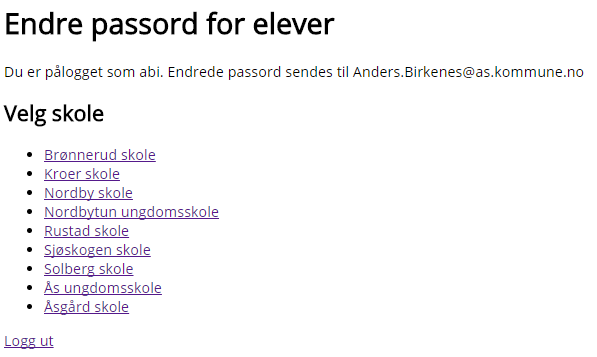 Endre passord for elever
Du er pålogget som abi. Endrede passord sendes til Anders.Birkenes@as.kommune.no
Velg skole
Brønnerud skole
Kroer skole
Nordby skole
Nordbytun ungdomsskole
Rustad skole
Sjøskogen skole
Solberg skole
Ås ungdomsskole
Åsgård skole
Logg ut